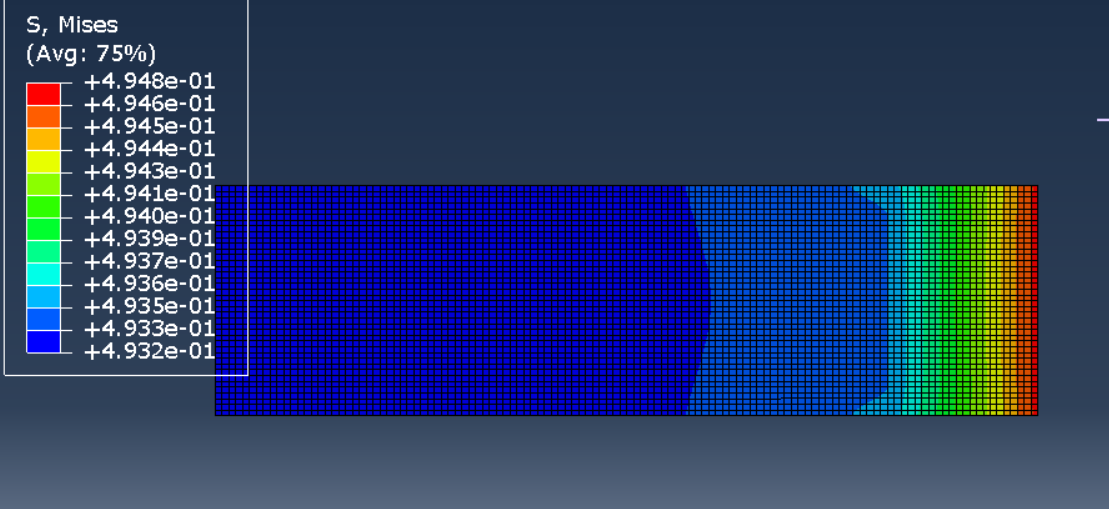 S, Mises
(Avg: 75%)
+4.948e-01
+4.946e-01
+4.945e-01
+4.944e-01
+4.943e-01
+4.941e-01
+4.940e-01
+4.939e-01
+4.937e-01
+4.936e-01
+4.935e-01
+4.933e-01
+4.932e-01